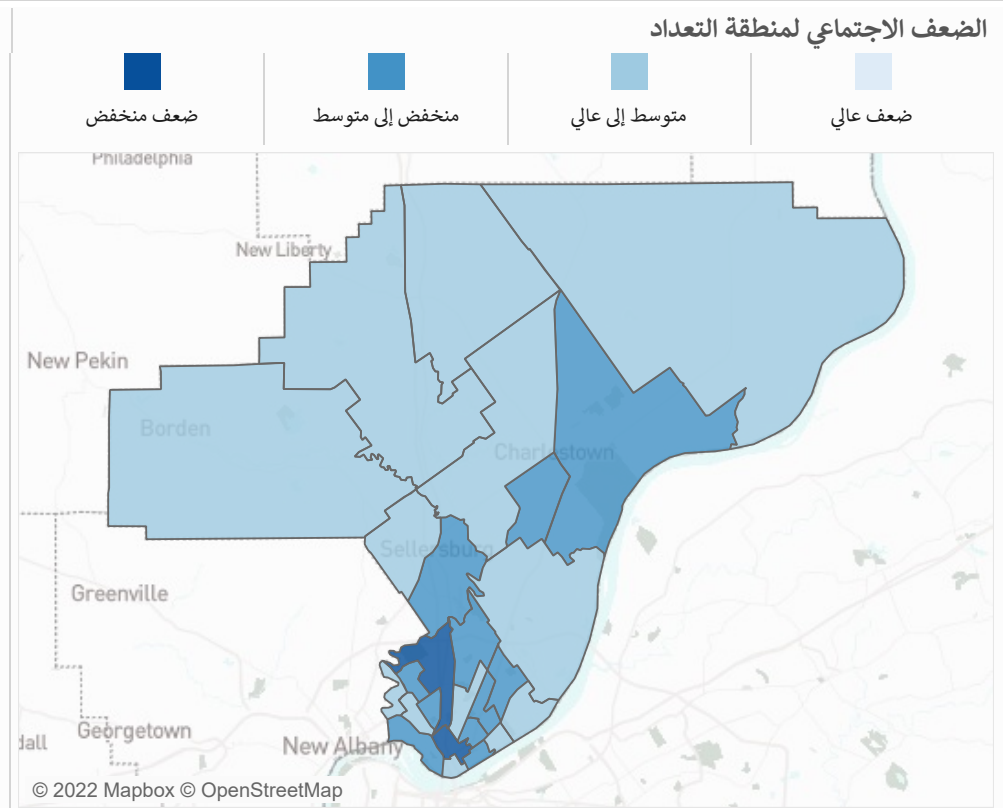 الضعف الاجتماعي لمنطقة التعداد
ضعف عالي
متوسط إلى عالي
منخفض إلى متوسط
ضعف منخفض
Philadelphia
New Liberty
New Pekin
Borden
Charlestown
Sellersburg
Greenville
Georgetown
New Albany
© 2022 Mapbox © OpenStreetMap